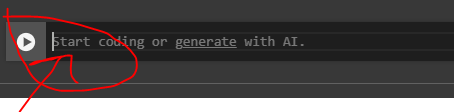 Start coding or generate with AI.